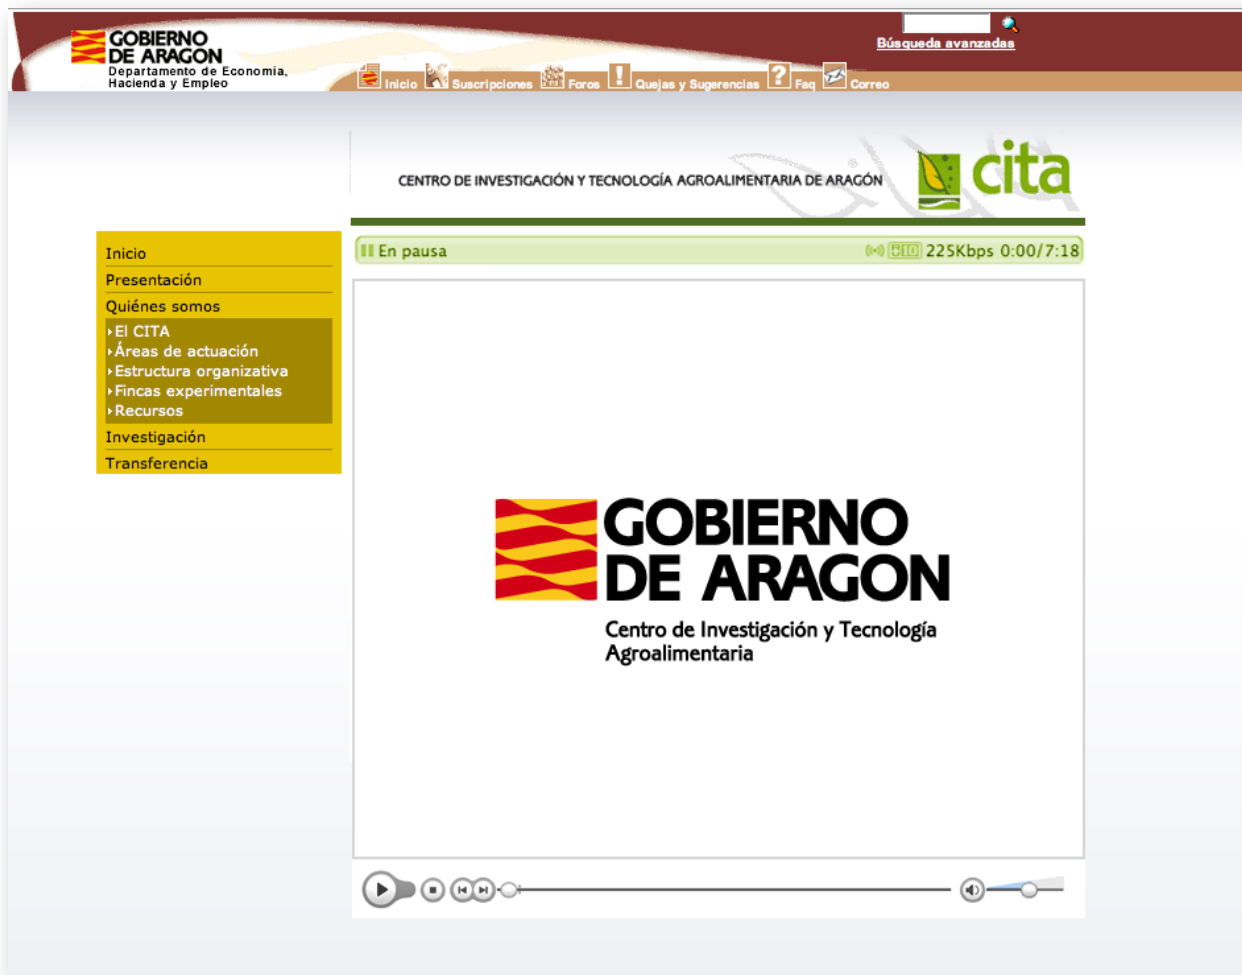 GOBIERNO
DE ARAGON
Departamento de Economía,
Hacienda y Empleo
Búsqueda avanzadas
Inicio Suscripciones Foros Quejas y Sugerencias Faq Correo
CENTRO DE INVESTIGACIÓN Y TECNOLOGÍA AGROALIMENTARIA DE ARAGÓN
cita
Inicio
Presentación
Quiénes somos
El CITA
Áreas de actuación
Estructura organizativa
Fincas experimentales
Recursos
Investigación
Transferencia
En pausa 225Kbps 0:00/7:18
GOBIERNO
DE ARAGON
Centro de Investigación y Tecnología
Agroalimentaria